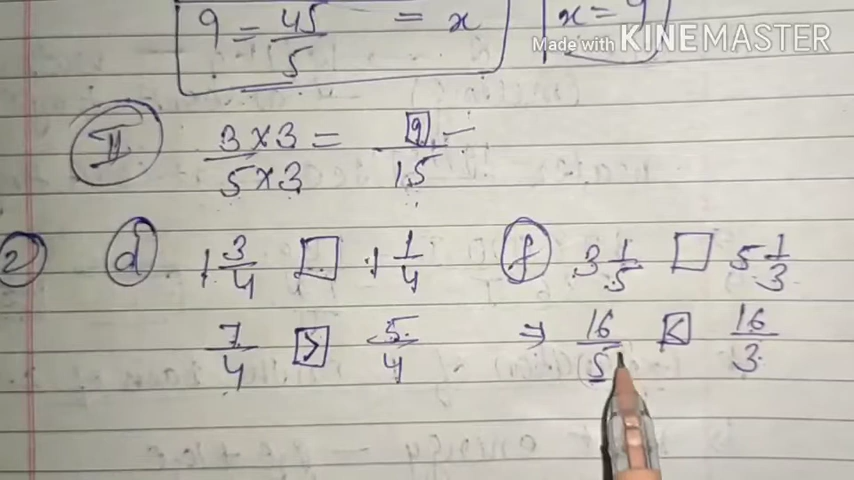 9 = 45/5 = x
x = 9
Made with KINEMASTER
II 3×3/5×3 = 9/15
2 d 1 3/4 □ 1 1/4
7/4 > 5/4
f 3 1/5 □ 5 1/3
⇒ 16/5 < 16/3